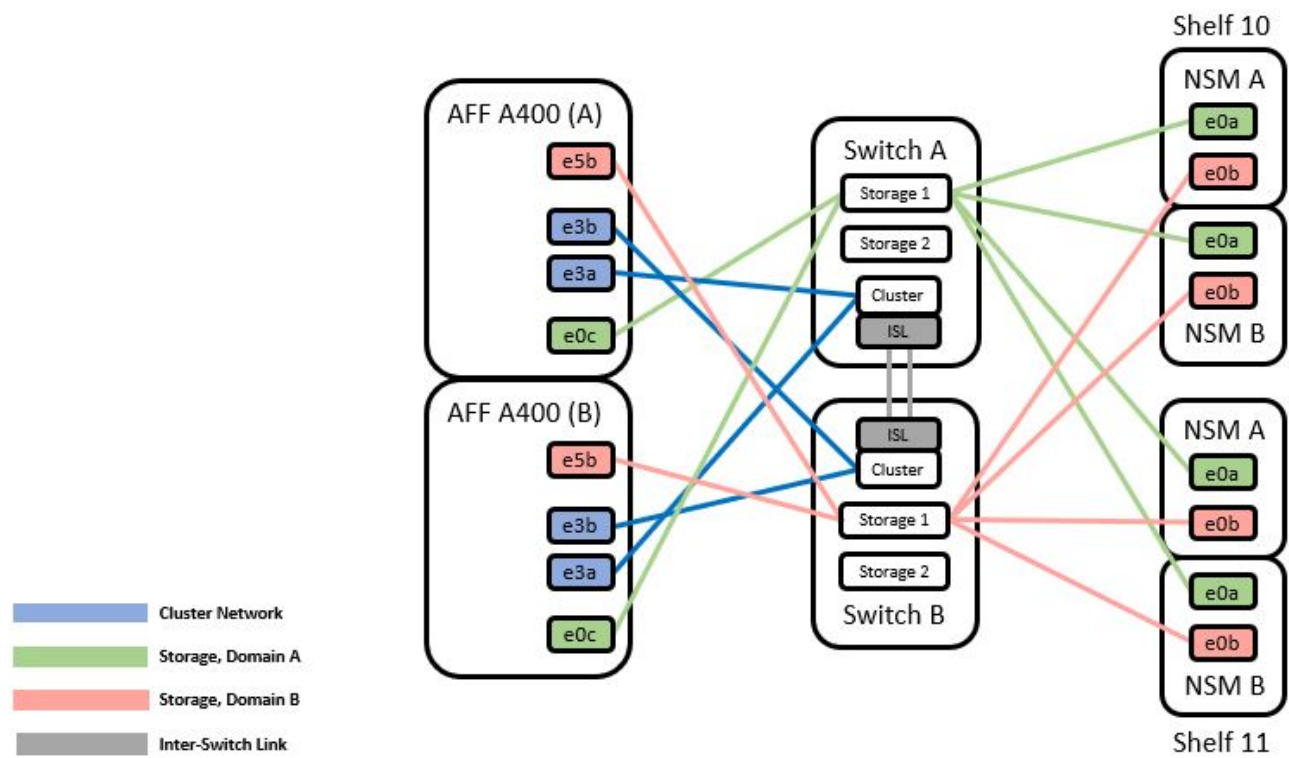 AFF A400 (A)
e5b
e3b
e3a
e0c
AFF A400 (B)
e5b
e3b
e3a
e0c
Cluster Network
Storage, Domain A
Storage, Domain B
Inter-Switch Link
Switch A
Storage 1
Storage 2
Cluster
ISL
ISL
Cluster
Storage 1
Storage 2
Switch B
Shelf 10
NSM A
e0a
e0b
e0a
e0b
NSM B
NSM A
e0a
e0b
e0a
e0b
NSM B
Shelf 11